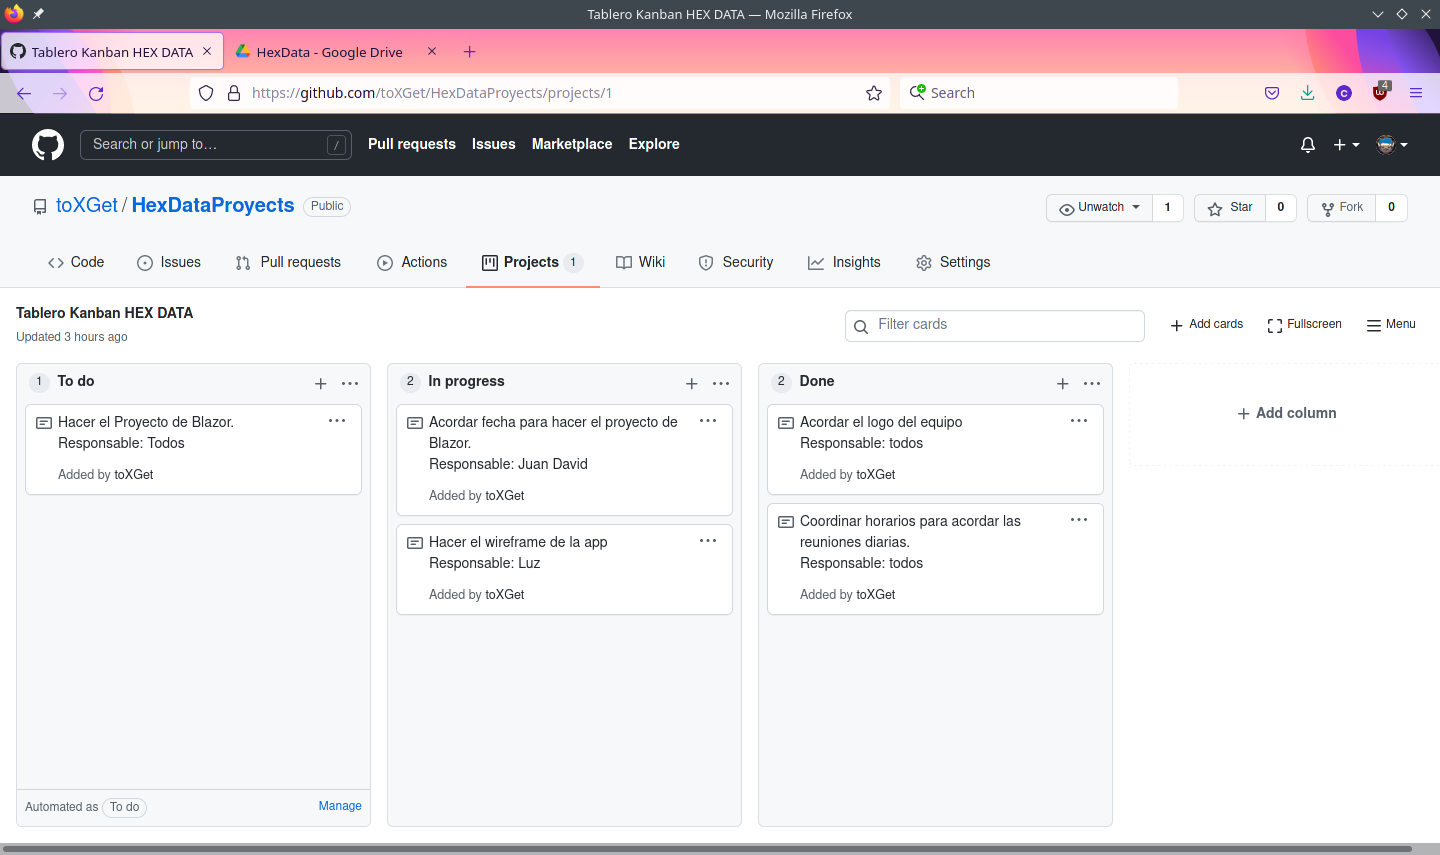 Tablero Kanban HEX DATA — Mozilla Firefox
Tablero Kanban HEX DATA
HexData - Google Drive
https://github.com/toXGet/HexDataProyects/projects/1
Search
C
4
Search or jump to…
/
Pull requests
Issues
Marketplace
Explore
toXGet / HexDataProyects
Public
Unwatch
1
Star
0
Fork
0
Code
Issues
Pull requests
Actions
Projects
1
Wiki
Security
Insights
Settings
Tablero Kanban HEX DATA
Updated 3 hours ago
Filter cards
Add cards
Fullscreen
Menu
1
To do
Hacer el Proyecto de Blazor.
Responsable: Todos
Added by toXGet
Automated as To do
Manage
2
In progress
Acordar fecha para hacer el proyecto de
Blazor.
Responsable: Juan David
Added by toXGet
Hacer el wireframe de la app
Responsable: Luz
Added by toXGet
2
Done
Acordar el logo del equipo
Responsable: todos
Added by toXGet
Coordinar horarios para acordar las
reuniones diarias.
Responsable: todos
Added by toXGet
Add column